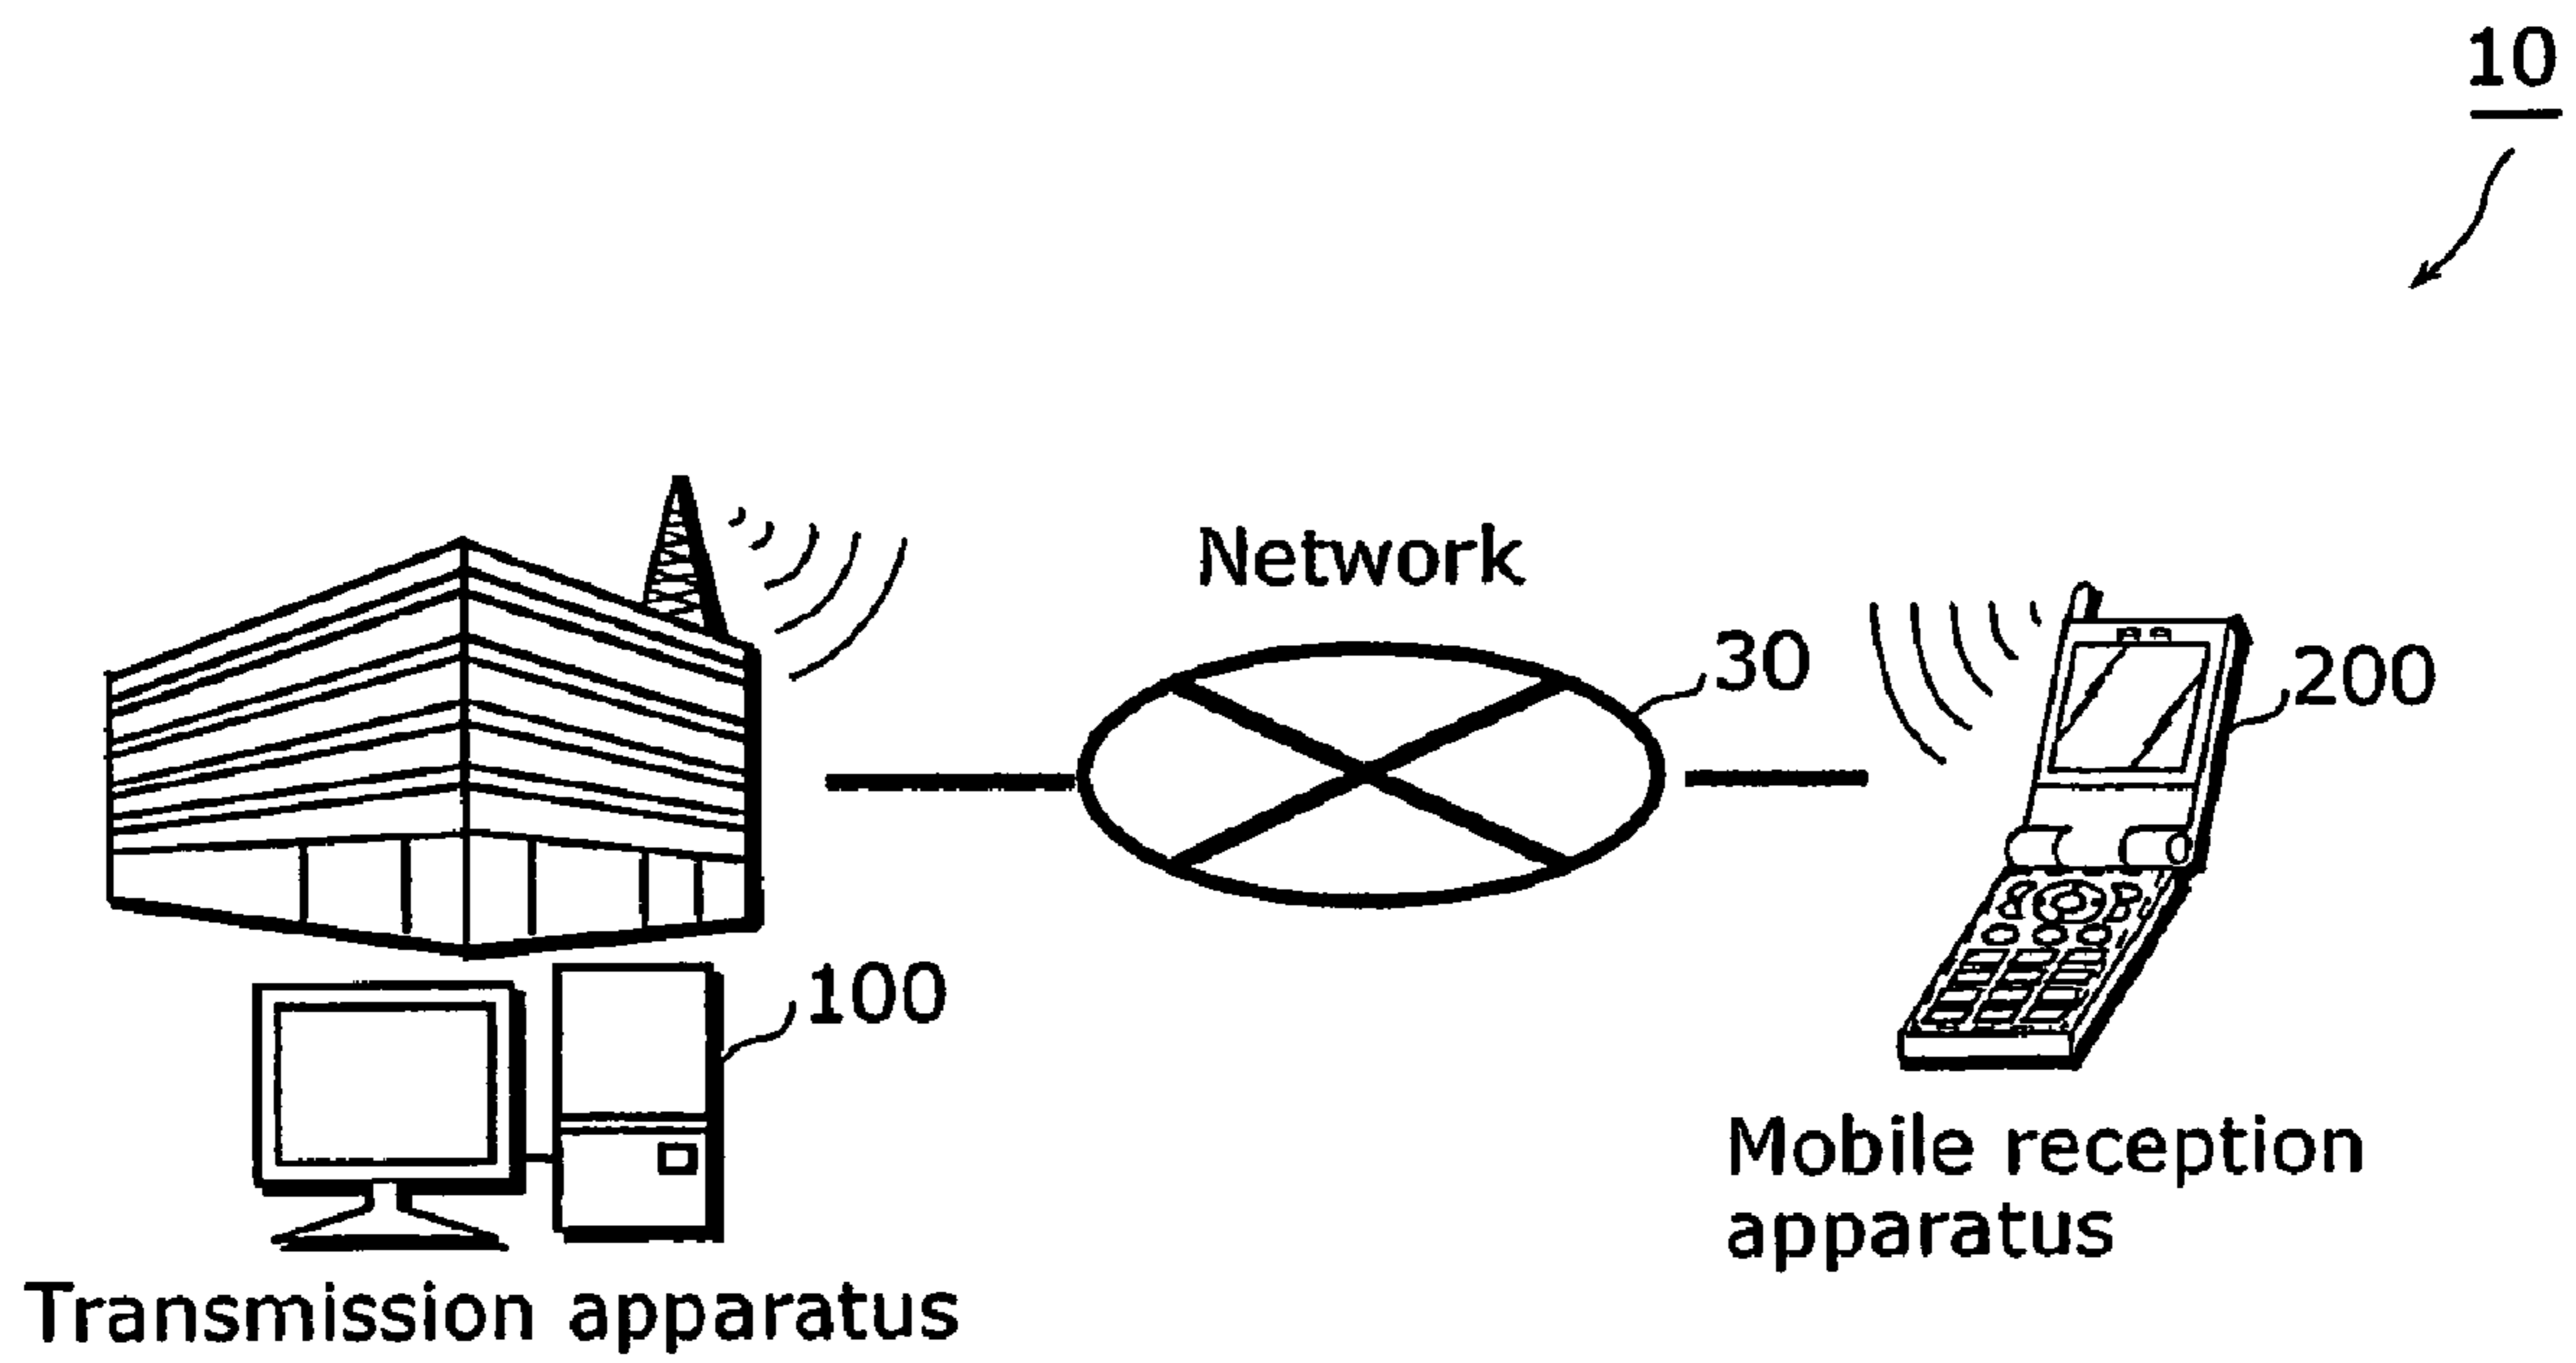 10
Network
30
200
100
Mobile reception
apparatus
Transmission apparatus